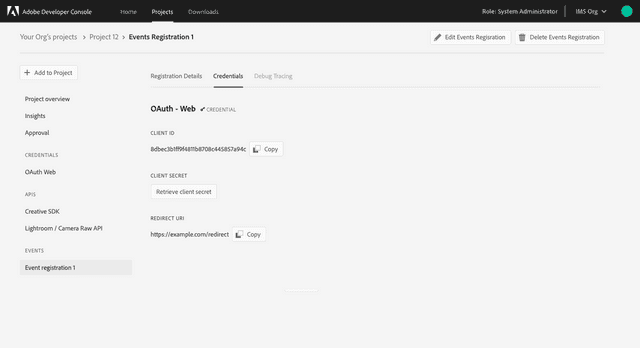 Adobe Developer Console Home Projects Downloads Role: System Administrator IMS Org
Your Org's projects > Project 12 > Events Registration 1 Edit Events Regisration Delete Events Regisration
+ Add to Project
Registration Details Credentials Debug Tracing
Project overview
Insights
Approval
CREDENTIALS
OAuth Web
APIS
Creative SDK
Lightroom / Camera Raw API
EVENTS
Event registration 1
OAuth - Web CREDENTIAL
CLIENT ID
8dbec3b1ff9f4811b8708c445857a94c Copy
CLIENT SECRET
Retrieve client secret
REDIRECT URI
https://example.com/redirect Copy